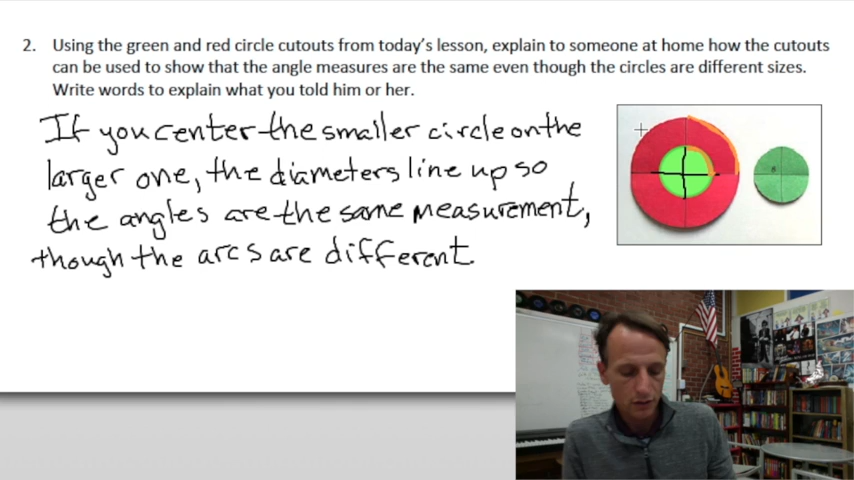 2. Using the green and red circle cutouts from today's lesson, explain to someone at home how the cutouts
can be used to show that the angle measures are the same even though the circles are different sizes.
Write words to explain what you told him or her.
If you center the smaller circle on the
larger one, the diameters line up so
the angles are the same measurement,
though the arcs are different.